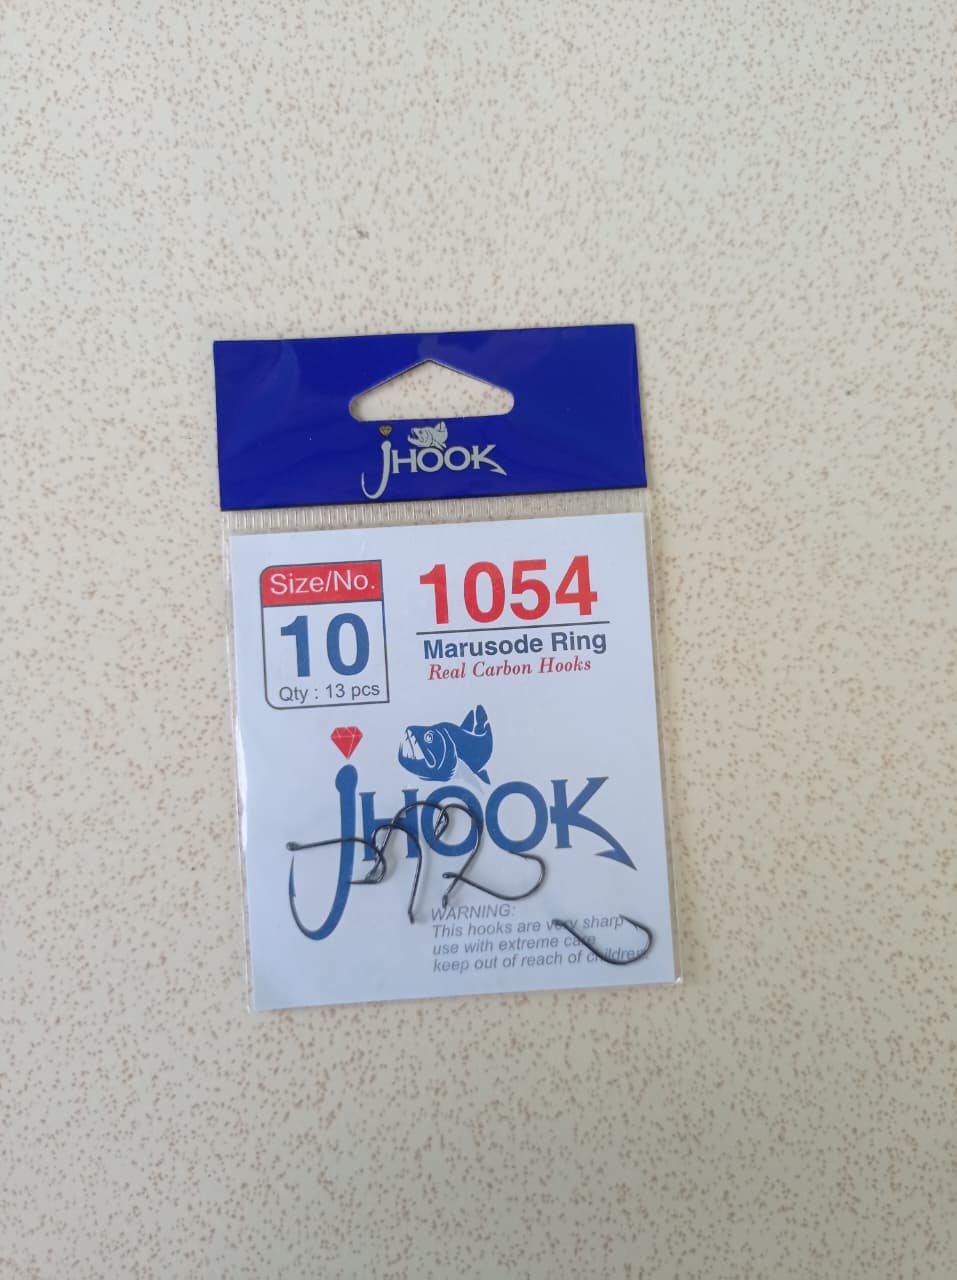 jHOOK
Size/No.
10
Qty : 13 pcs
1054
Marusode Ring
Real Carbon Hooks
jHOOK
WARNING:
This hooks are very sharp
use with extreme care
keep out of reach of children